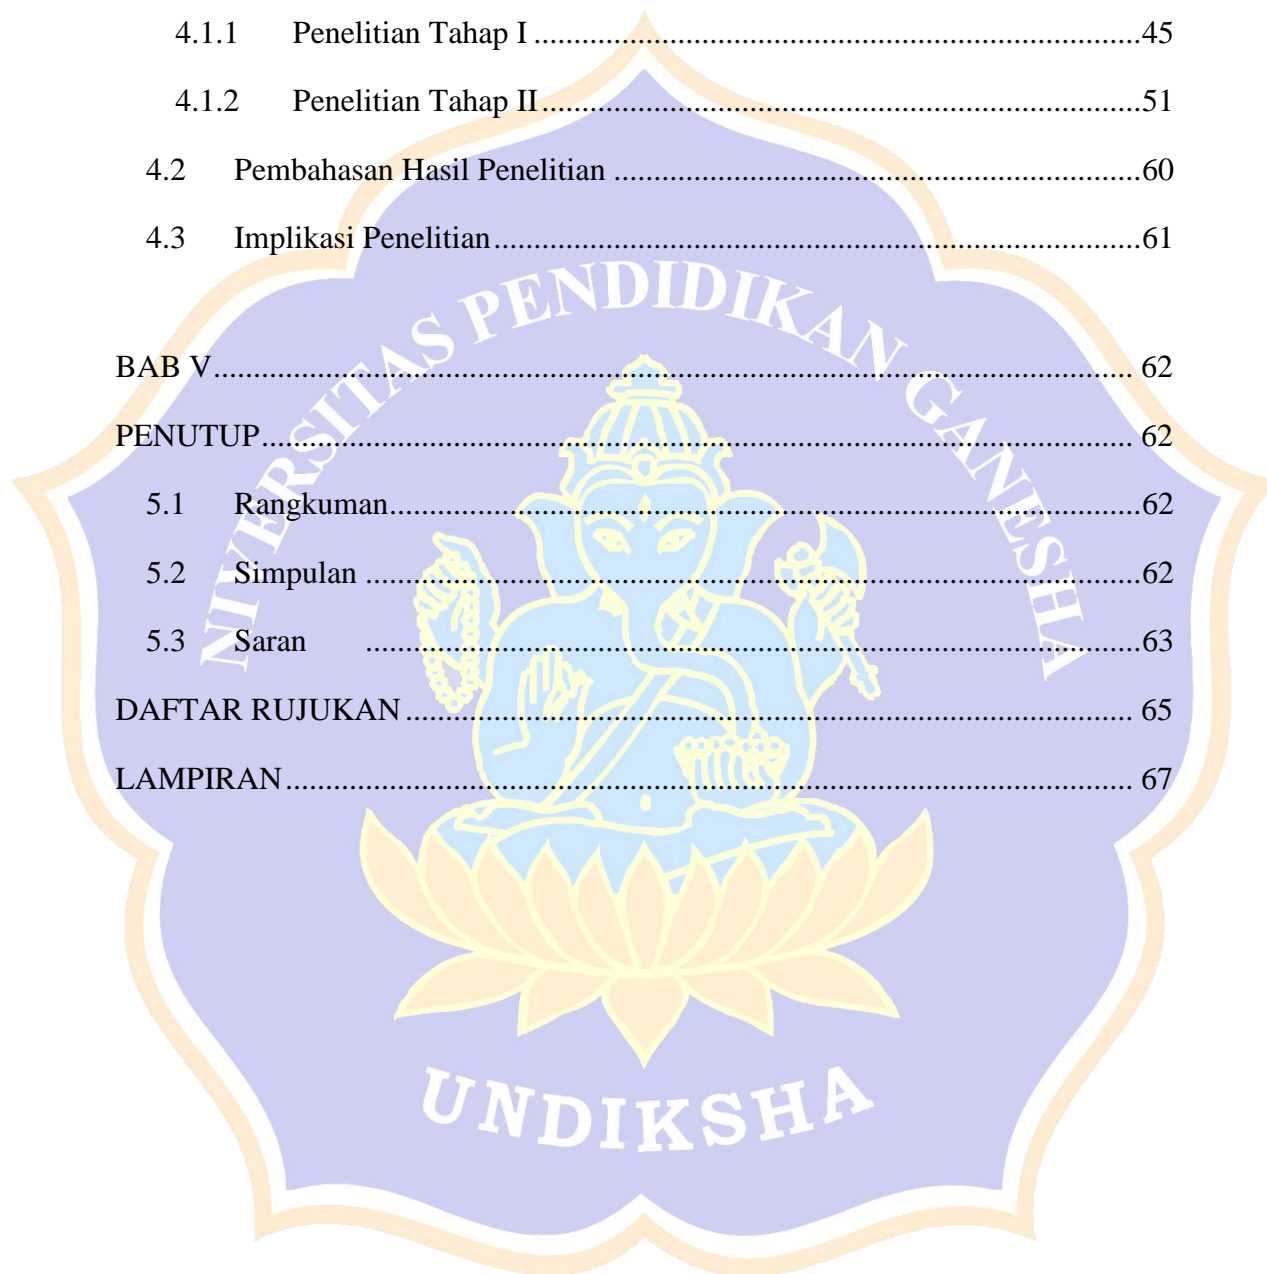 4.1.1 Penelitian Tahap I ............................................................................45
4.1.2 Penelitian Tahap II...........................................................................51
4.2 Pembahasan Hasil Penelitian ..................................................................60
4.3 Implikasi Penelitian.................................................................................61
BAB V................................................................................................................... 62
PENUTUP............................................................................................................. 62
5.1 Rangkuman..............................................................................................62
5.2 Simpulan .................................................................................................62
5.3 Saran .................................................................................................63
DAFTAR RUJUKAN ........................................................................................... 65
LAMPIRAN.......................................................................................................... 67
NIVERSITAS PENDIDIKAN GANESHA
UNDIKSHA